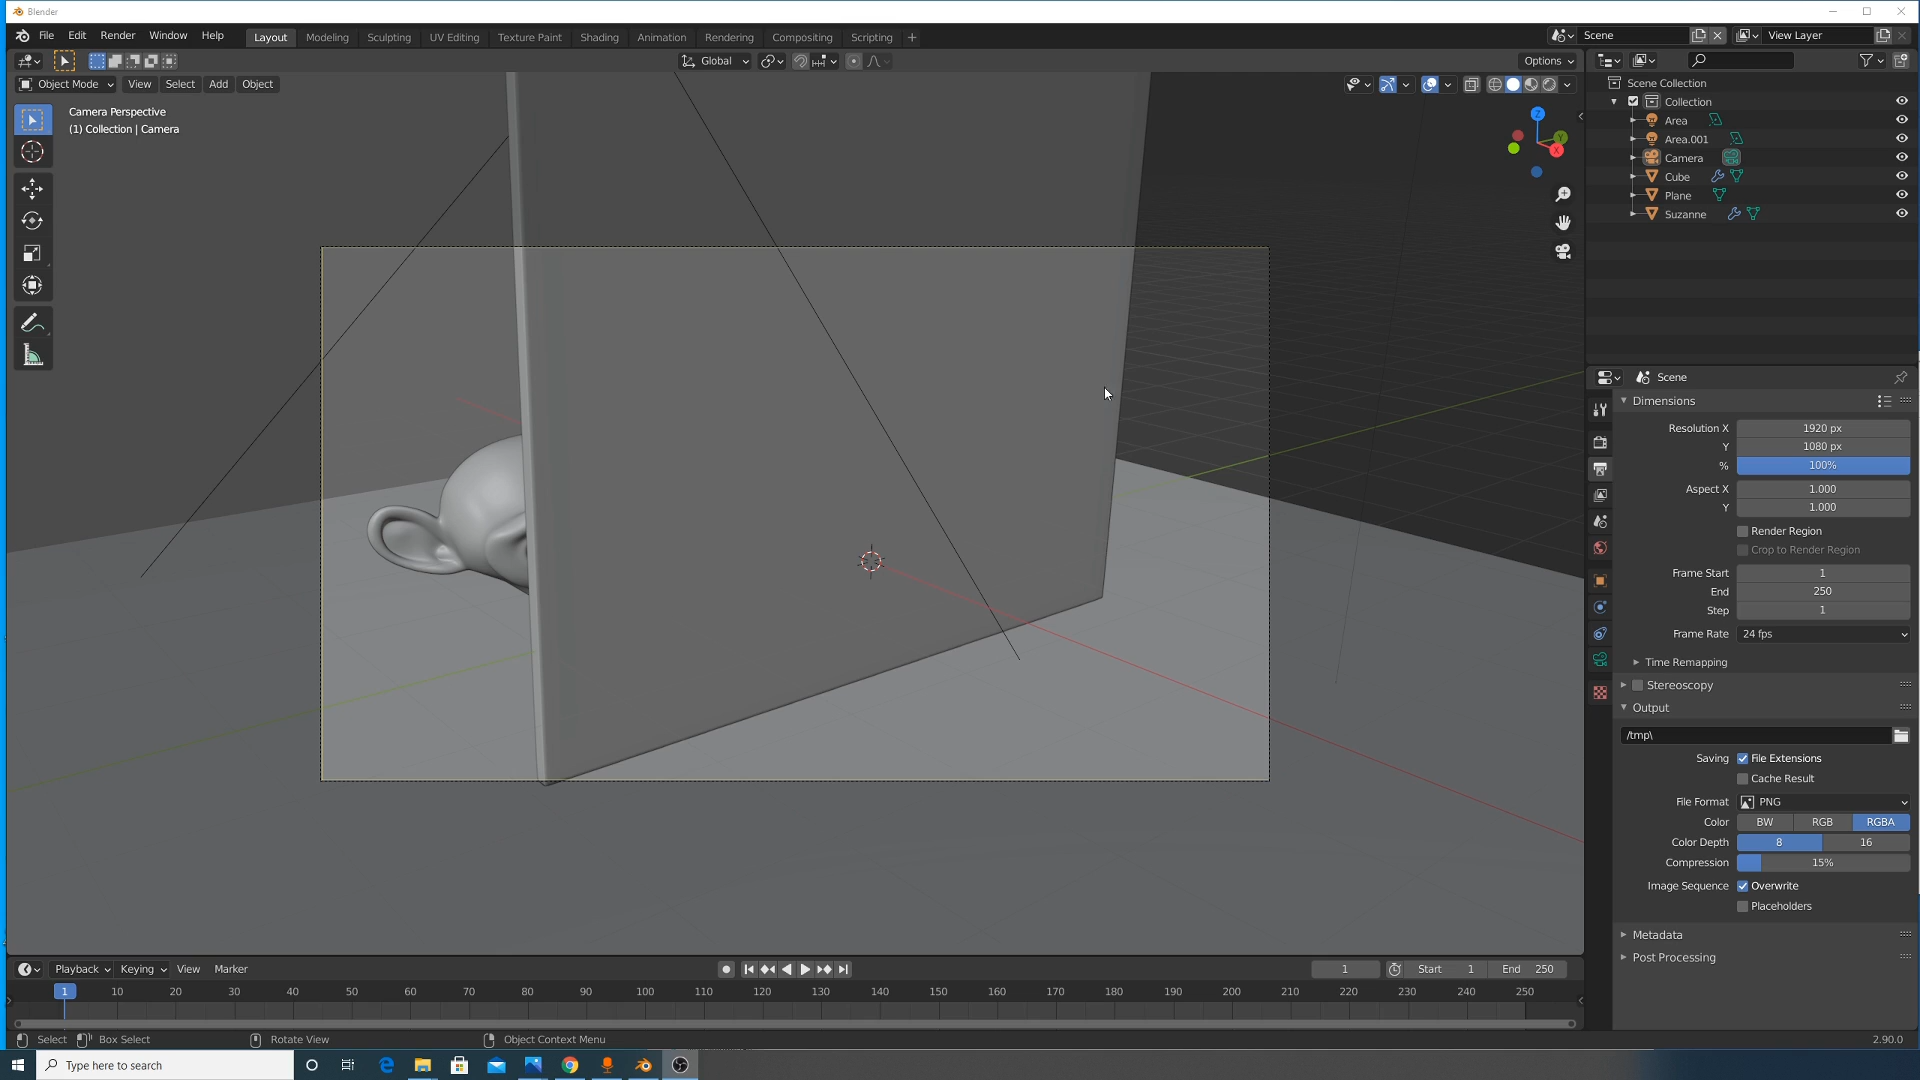 Blender
File Edit Render Window Help Layout Modeling Sculpting UV Editing Texture Paint Shading Animation Rendering Compositing Scripting + Scene View Layer
Global Options
Object Mode View Select Add Object
Camera Perspective
(1) Collection | Camera
Z
Y
X
Scene Collection
Collection
Area
Area.001
Camera
Cube
Plane
Suzanne
Scene
Dimensions
Resolution X 1920 px
Y 1080 px
% 100%
Aspect X 1.000
Y 1.000
Render Region
Crop to Render Region
Frame Start 1
End 250
Step 1
Frame Rate 24 fps
Time Remapping
Stereoscopy
Output
/tmp\
Saving File Extensions
Cache Result
File Format PNG
Color BW RGB RGBA
Color Depth 8 16
Compression 15%
Image Sequence Overwrite
Placeholders
Metadata
Post Processing
Playback Keying View Marker 1 Start 1 End 250
1 10 20 30 40 50 60 70 80 90 100 110 120 130 140 150 160 170 180 190 200 210 220 230 240 250
Select Box Select Rotate View Object Context Menu 2.90.0
Type here to search